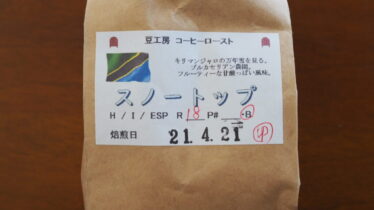 豆工房 コーヒーロースト
キリマンジャロの万年雪を見る。
ブルカセリアン農園。
フルーティーな甘酸っぱい風味。
スノートップ
H / I / ESP R 18 P# -B
焙煎日 21.4.21